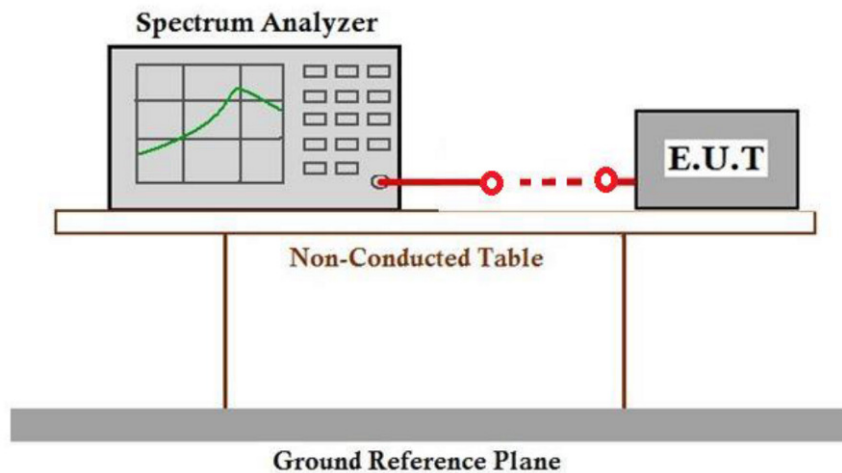 Spectrum Analyzer
E.U.T
Non-Conducted Table
Ground Reference Plane